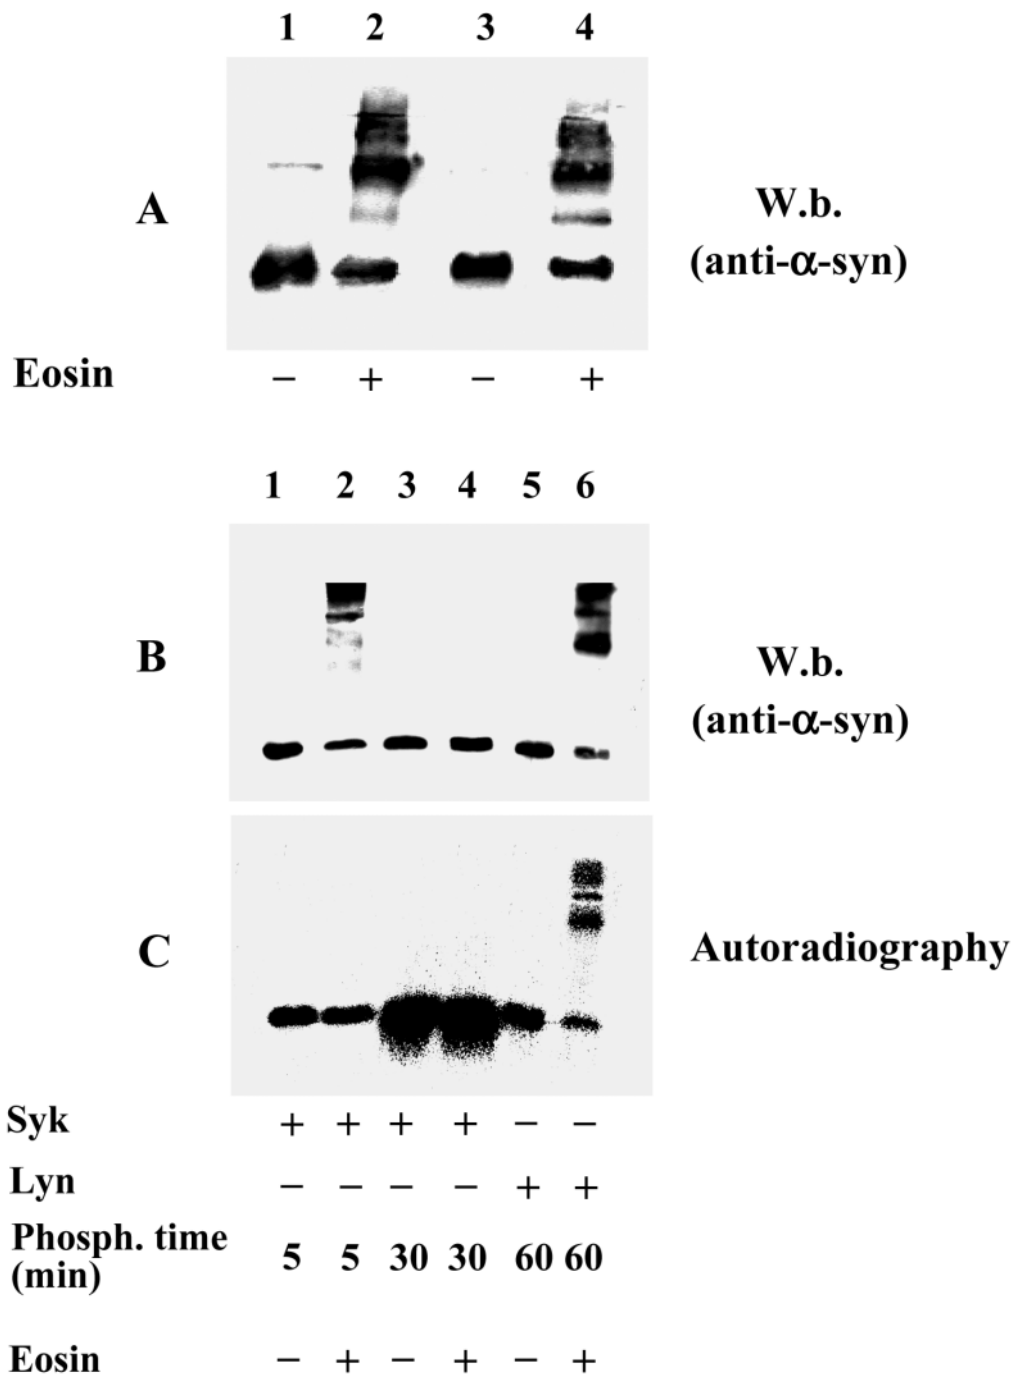 1 2 3 4
A
W.b.
(anti-α-syn)
Eosin − + − +
1 2 3 4 5 6
B
W.b.
(anti-α-syn)
C
Autoradiography
Syk + + + + − −
Lyn − − − − + +
Phosph. time
(min) 5 5 30 30 60 60
Eosin − + − + − +